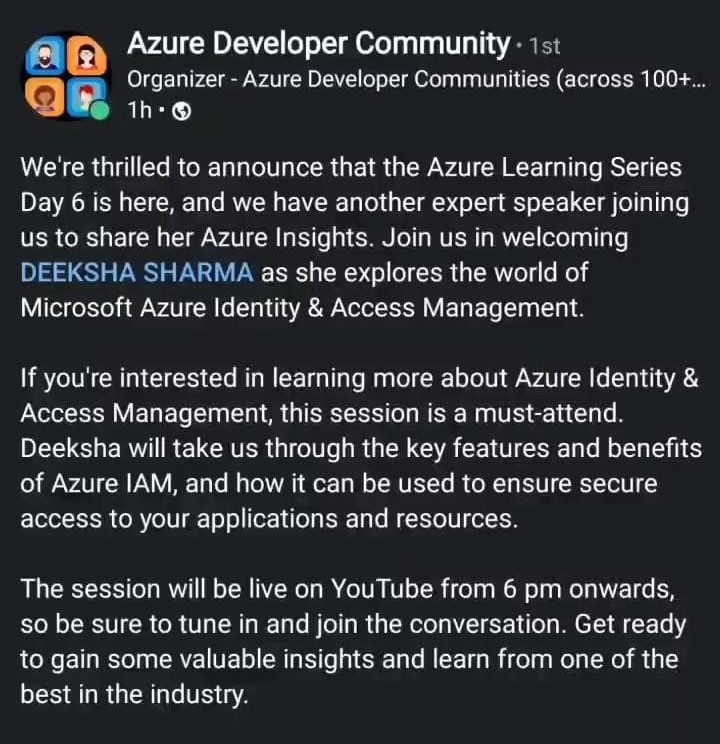 Azure Developer Community · 1st
Organizer - Azure Developer Communities (across 100+...
1h ·
We're thrilled to announce that the Azure Learning Series
Day 6 is here, and we have another expert speaker joining
us to share her Azure Insights. Join us in welcoming
DEEKSHA SHARMA as she explores the world of
Microsoft Azure Identity & Access Management.
If you're interested in learning more about Azure Identity &
Access Management, this session is a must-attend.
Deeksha will take us through the key features and benefits
of Azure IAM, and how it can be used to ensure secure
access to your applications and resources.
The session will be live on YouTube from 6 pm onwards,
so be sure to tune in and join the conversation. Get ready
to gain some valuable insights and learn from one of the
best in the industry.